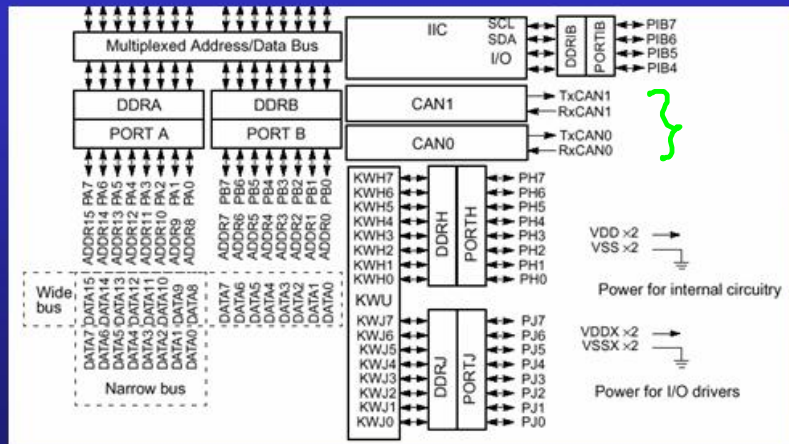 Multiplexed Address/Data Bus
DDRA
PORT A
DDRB
PORT B
PA7 PA6 PA5 PA4 PA3 PA2 PA1 PA0
PB7 PB6 PB5 PB4 PB3 PB2 PB1 PB0
ADDR15 ADDR14 ADDR13 ADDR12 ADDR11 ADDR10 ADDR9 ADDR8
ADDR7 ADDR6 ADDR5 ADDR4 ADDR3 ADDR2 ADDR1 ADDR0
Wide bus
DATA15 DATA14 DATA13 DATA12 DATA11 DATA10 DATA9 DATA8
DATA7 DATA6 DATA5 DATA4 DATA3 DATA2 DATA1 DATA0
DATA7 DATA6 DATA5 DATA4 DATA3 DATA2 DATA1 DATA0
Narrow bus
IIC
SCL
SDA
I/O
DDRIB
PORTIB
PIB7
PIB6
PIB5
PIB4
CAN1
TxCAN1
RxCAN1
CAN0
TxCAN0
RxCAN0
KWH7
KWH6
KWH5
KWH4
KWH3
KWH2
KWH1
KWH0
DDRH
PORTH
PH7
PH6
PH5
PH4
PH3
PH2
PH1
PH0
KWU
KWJ7
KWJ6
KWJ5
KWJ4
KWJ3
KWJ2
KWJ1
KWJ0
DDRJ
PORTJ
PJ7
PJ6
PJ5
PJ4
PJ3
PJ2
PJ1
PJ0
VDD ×2
VSS ×2
Power for internal circuitry
VDDX ×2
VSSX ×2
Power for I/O drivers